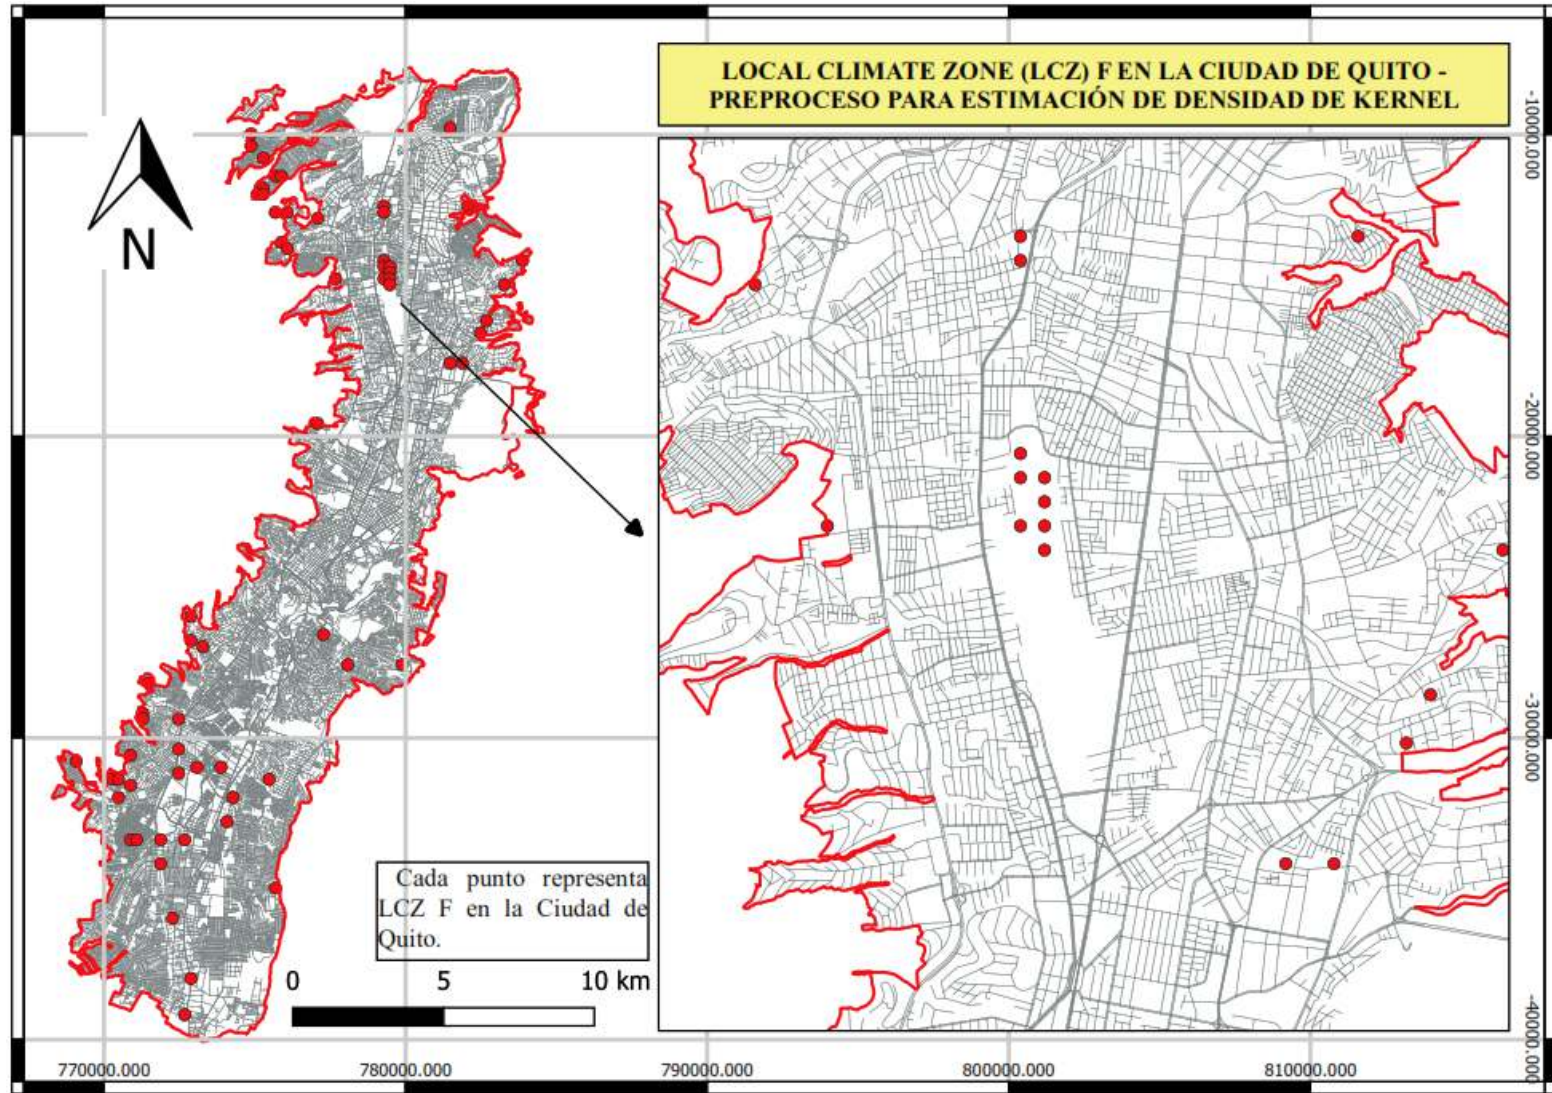 LOCAL CLIMATE ZONE (LCZ) F EN LA CIUDAD DE QUITO -
PREPROCESO PARA ESTIMACIÓN DE DENSIDAD DE KERNEL
N
Cada punto representa
LCZ F en la Ciudad de
Quito.
0 5 10 km
770000.000 780000.000 790000.000 800000.000 810000.000
-10000.000
-20000.000
-30000.000
-40000.000